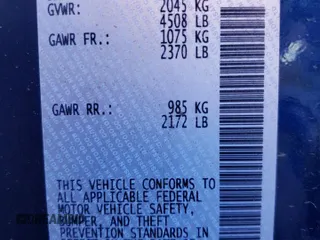 GVWR: 2045 KG
4508 LB
GAWR FR.: 1075 KG
2370 LB
GAWR RR.: 985 KG
2172 LB
THIS VEHICLE CONFORMS TO
ALL APPLICABLE FEDERAL
MOTOR VEHICLE SAFETY,
BUMPER, AND THEFT
PREVENTION STANDARDS IN